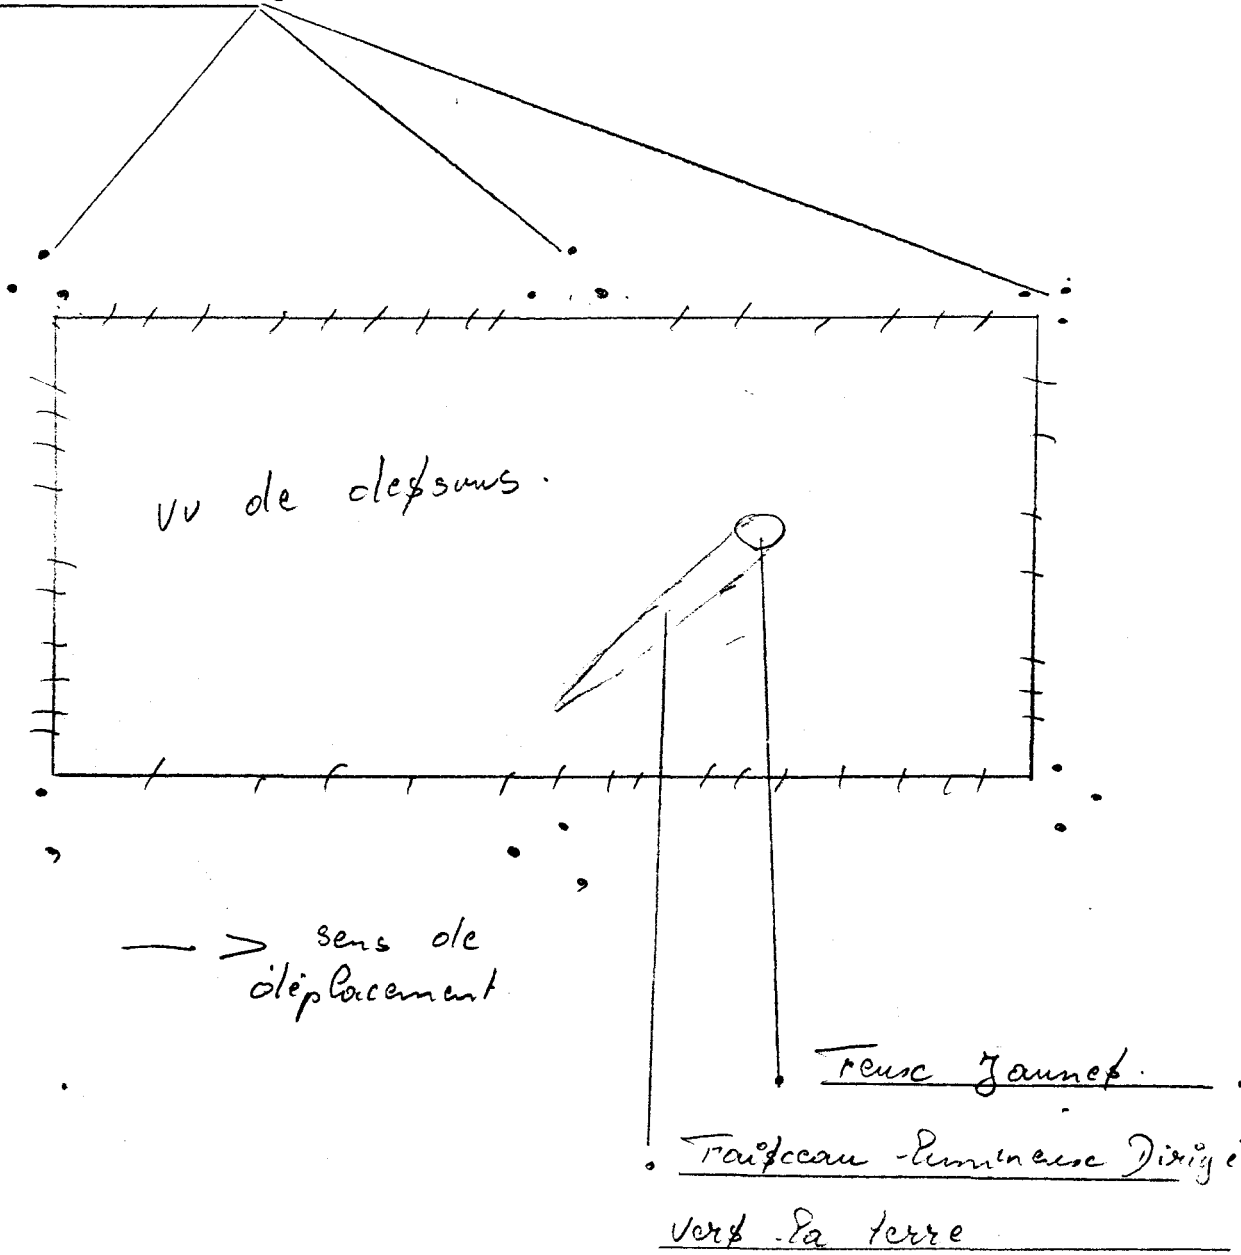 vu de dessous.
—> sens de
déplacement
Feux Jaunes.
Faisceau lumineux Dirigé
vers la terre